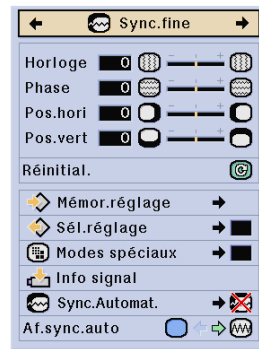 Sync.fine
Horloge 0
Phase 0
Pos.hori 0
Pos.vert 0
Réinitial.
Mémor.réglage
Sél.réglage
Modes spéciaux
Info signal
Sync.Automat.
Af.sync.auto